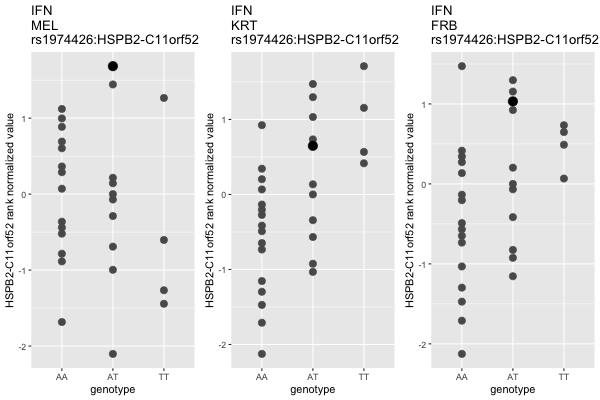 IFN
MEL
rs1974426:HSPB2-C11orf52
HSPB2-C11orf52 rank normalized value
1
0
-1
-2
AA AT TT
genotype
IFN
KRT
rs1974426:HSPB2-C11orf52
HSPB2-C11orf52 rank normalized value
1
0
-1
-2
AA AT TT
genotype
IFN
FRB
rs1974426:HSPB2-C11orf52
HSPB2-C11orf52 rank normalized value
1
0
-1
-2
AA AT TT
genotype